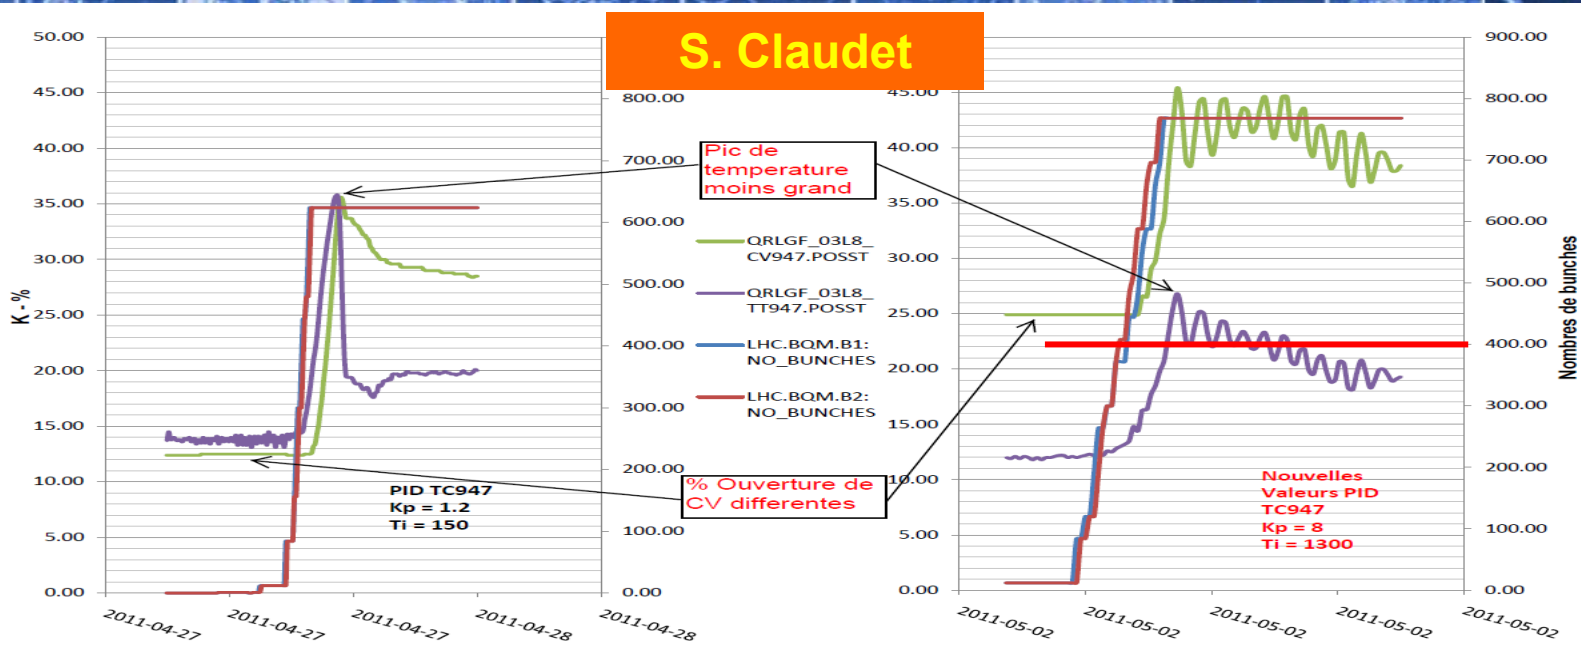 S. Claudet
50.00
45.00
40.00
35.00
30.00
25.00
20.00
15.00
10.00
5.00
0.00
K - %
800.00
700.00
600.00
500.00
400.00
300.00
200.00
100.00
0.00
2011-04-27
2011-04-27
2011-04-27
2011-04-28
2011-04-28
PID TC947
Kp = 1.2
Ti = 150
Pic de
temperature
moins grand
QRLGF_03L8_
CV947.POSST
QRLGF_03L8_
TT947.POSST
LHC.BQM.B1:
NO_BUNCHES
LHC.BQM.B2:
NO_BUNCHES
% Ouverture de
CV differentes
45.00
40.00
35.00
30.00
25.00
20.00
15.00
10.00
5.00
0.00
900.00
800.00
700.00
600.00
500.00
400.00
300.00
200.00
100.00
0.00
Nombres de bunches
2011-05-02
2011-05-02
2011-05-02
2011-05-02
2011-05-02
Nouvelles
Valeurs PID
TC947
Kp = 8
Ti = 1300